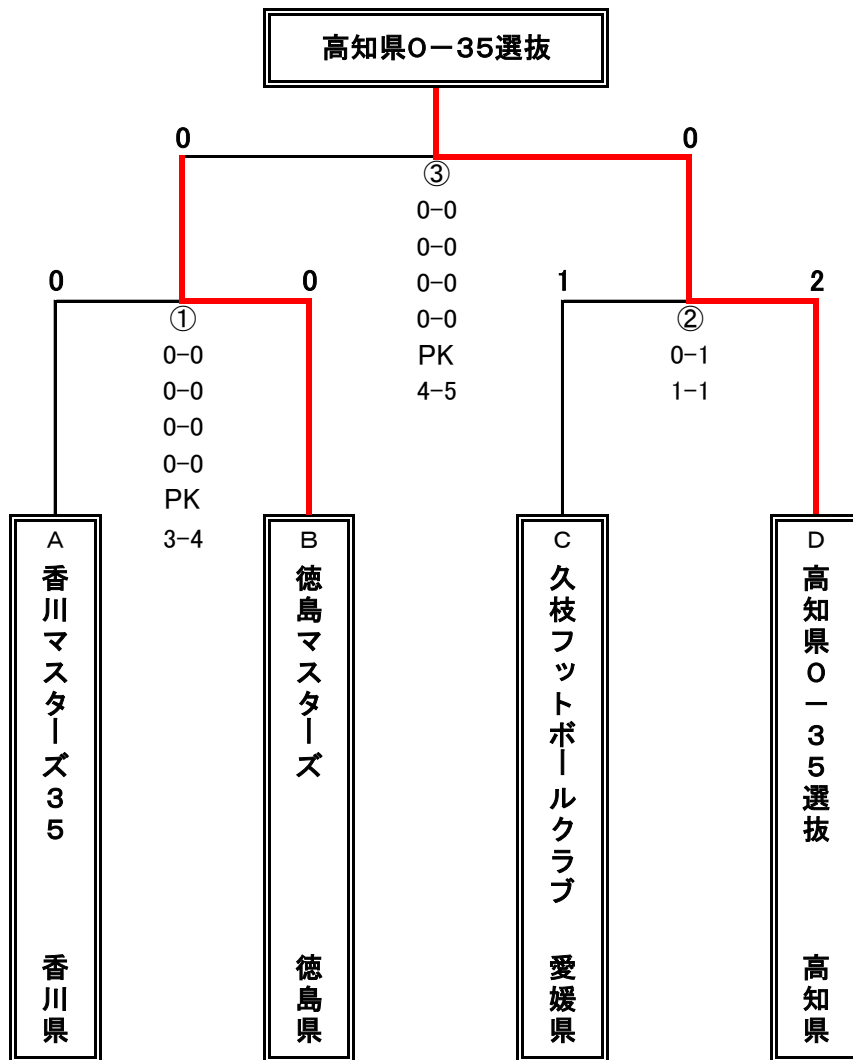 高知県O－35選抜
0
0
③
0-0
0-0
0-0
0-0
PK
4-5
0
0
①
0-0
0-0
0-0
0-0
PK
3-4
1
2
②
0-1
1-1
A
香川マスターズ35
香川県
B
徳島マスターズ
徳島県
C
久枝フットボールクラブ
愛媛県
D
高知県O－35選抜
高知県